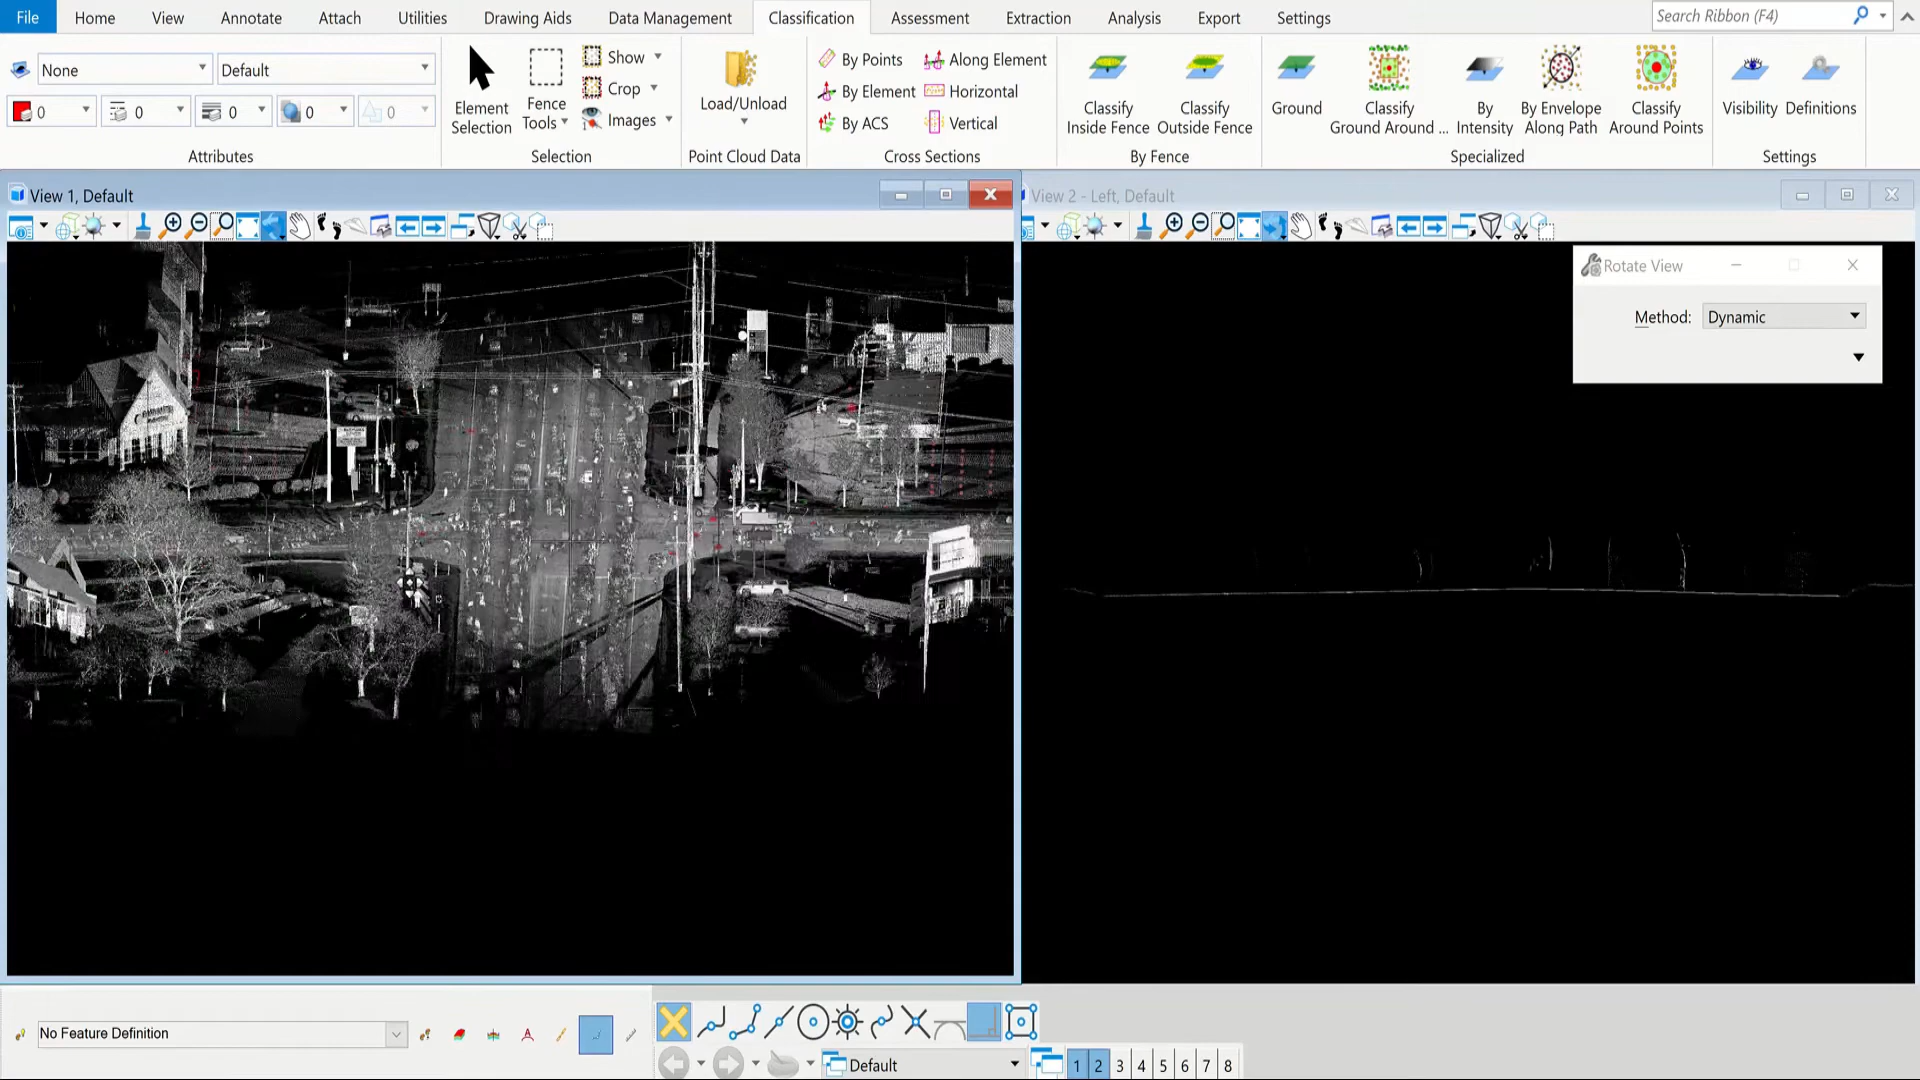 File Home View Annotate Attach Utilities Drawing Aids Data Management Classification Assessment Extraction Analysis Export Settings Search Ribbon (F4)
None Default
0 0 0 0 0
Attributes
Element Selection
Fence Tools
Show
Crop
Images
Selection
Load/Unload
Point Cloud Data
By Points
By Element
By ACS
Along Element
Horizontal
Vertical
Cross Sections
Classify Inside Fence
Classify Outside Fence
By Fence
Ground
Classify Ground Around ...
By Intensity
By Envelope Along Path
Classify Around Points
Specialized
Visibility
Definitions
Settings
View 1, Default
View 2 - Left, Default
Rotate View
Method: Dynamic
No Feature Definition
Default
1 2 3 4 5 6 7 8